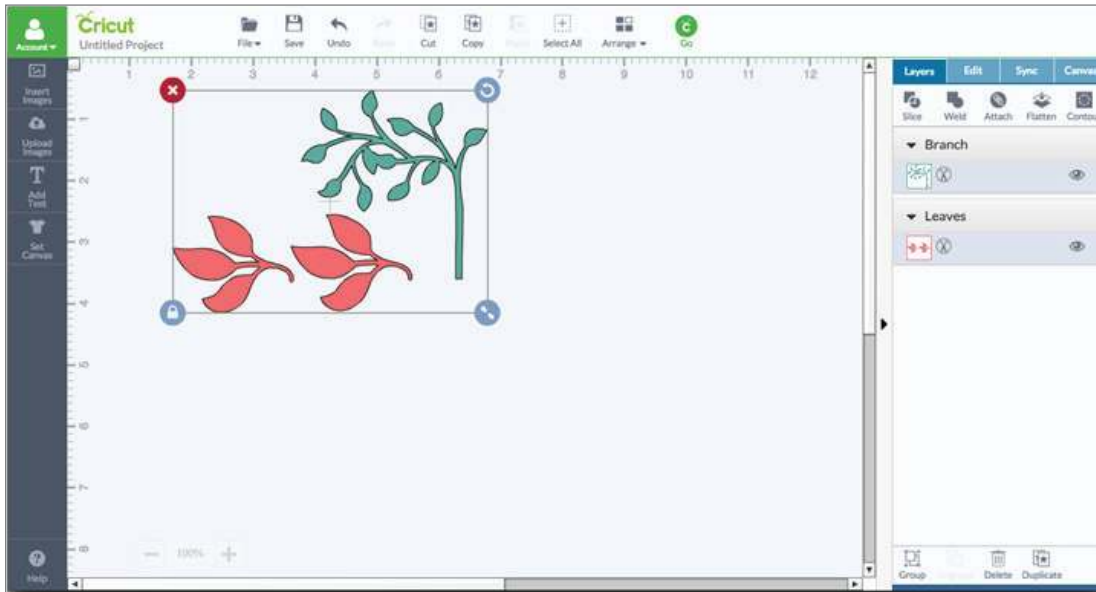 Cricut
Untitled Project
Account
File
Save
Undo
Cut
Copy
Select All
Arrange
C
Go
Insert
Images
Upload
Images
T
Add
Text
Set
Canvas
Help
1 2 3 4 5 6 7 8 9 10 11 12
1
2
3
4
5
6
7
8
100%
Layers
Edit
Sync
Canvas
Slice
Weld
Attach
Flatten
Contou
Branch
Leaves
Group
Delete
Duplicate